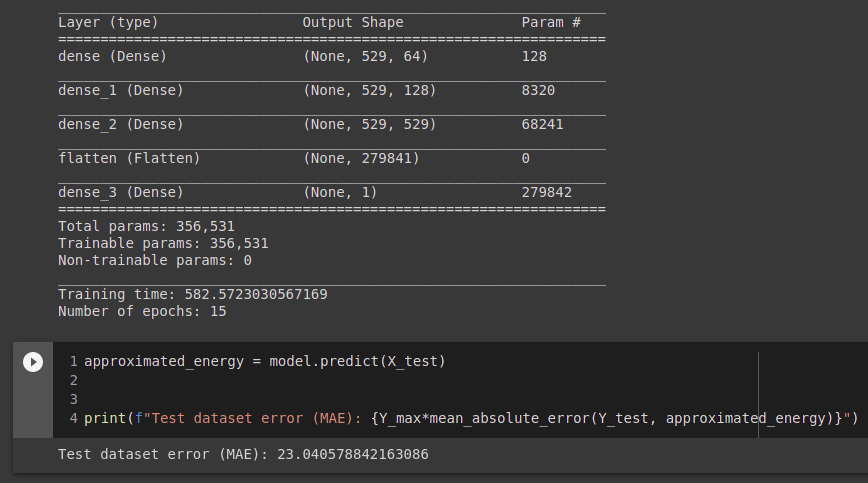 Layer (type) Output Shape Param #
=================================================================
dense (Dense) (None, 529, 64) 128
dense_1 (Dense) (None, 529, 128) 8320
dense_2 (Dense) (None, 529, 529) 68241
flatten (Flatten) (None, 279841) 0
dense_3 (Dense) (None, 1) 279842
=================================================================
Total params: 356,531
Trainable params: 356,531
Non-trainable params: 0
Training time: 582.5723030567169
Number of epochs: 15
1 approximated_energy = model.predict(X_test)
2
3
4 print(f"Test dataset error (MAE): {Y_max*mean_absolute_error(Y_test, approximated_energy)}")
Test dataset error (MAE): 23.040578842163086